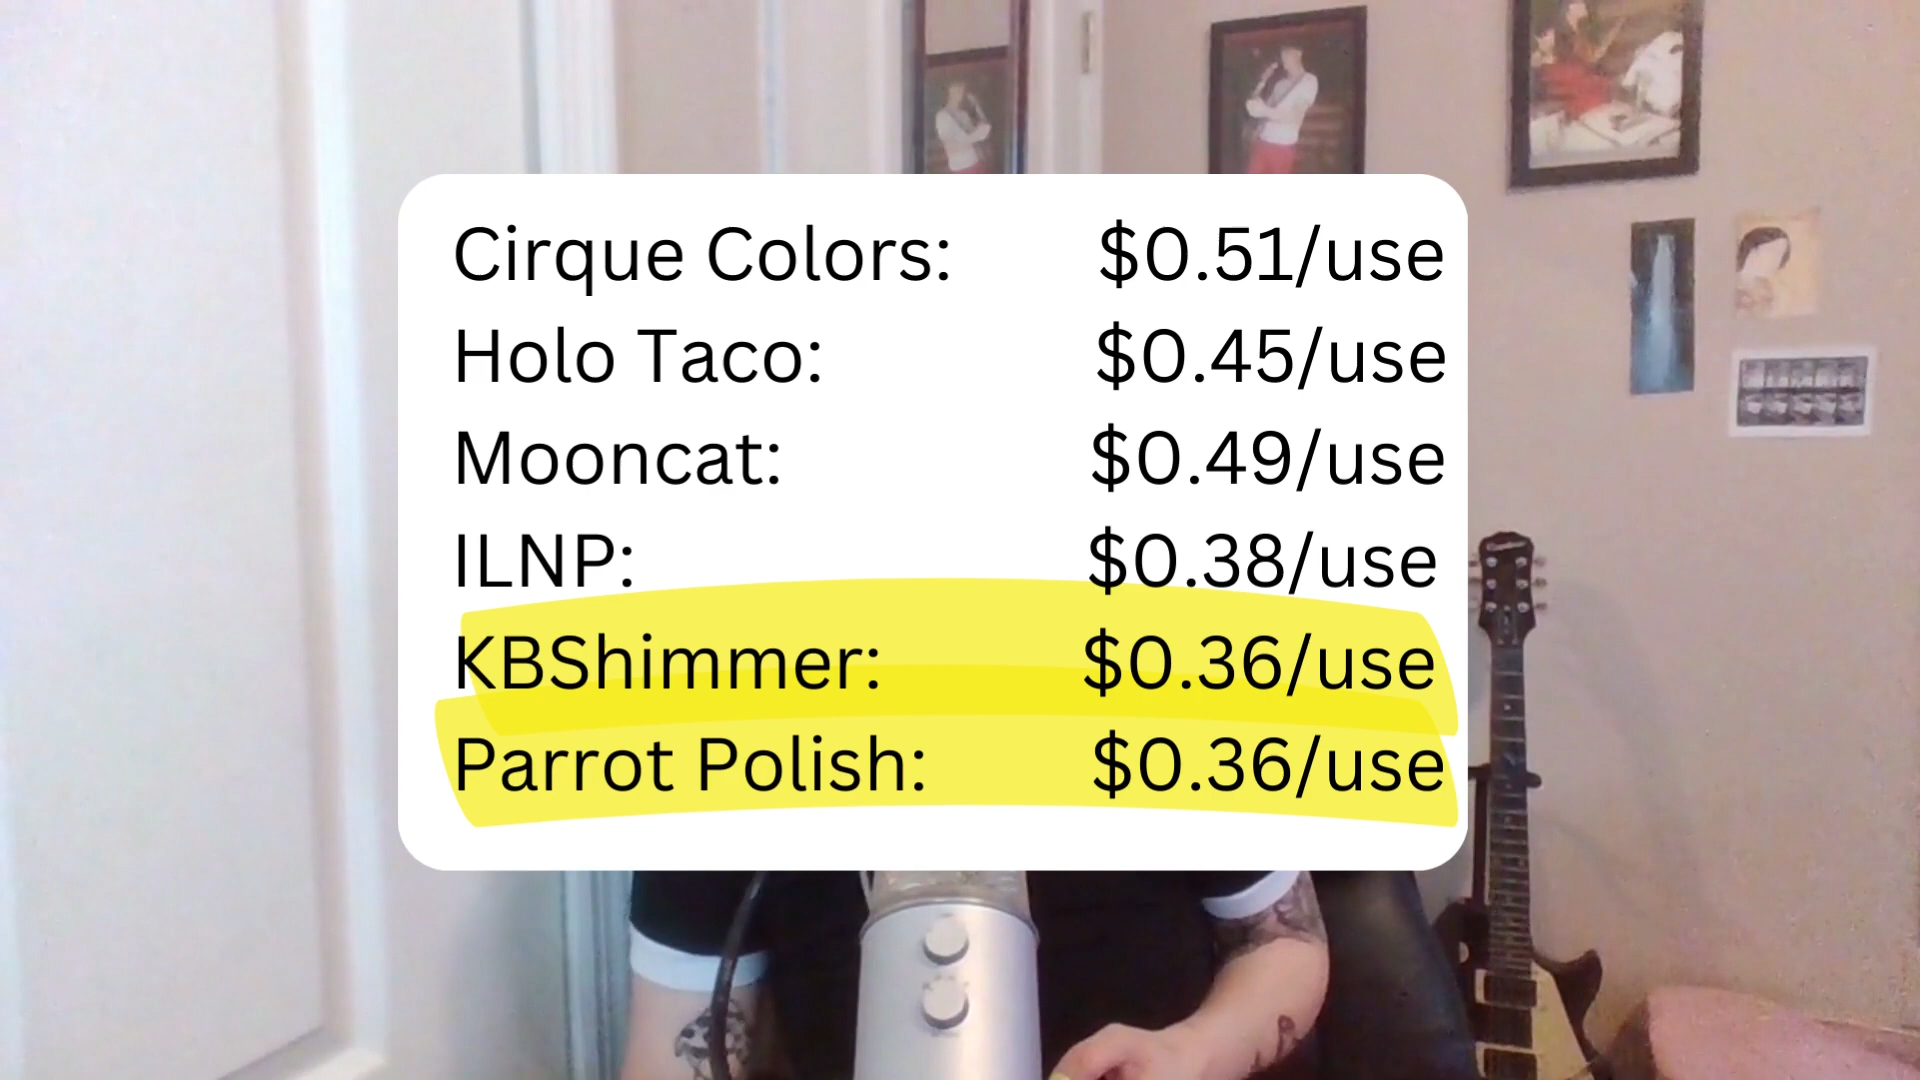 Cirque Colors: $0.51/use
Holo Taco: $0.45/use
Mooncat: $0.49/use
ILNP: $0.38/use
KBShimmer: $0.36/use
Parrot Polish: $0.36/use